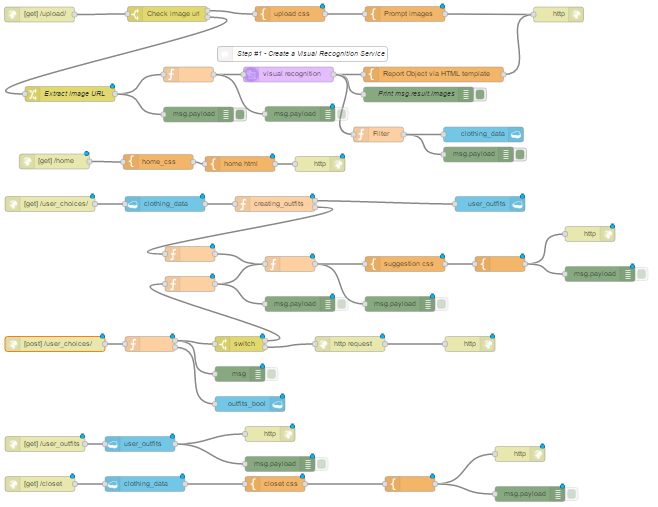 [get] /upload/
Check image url
upload css
Prompt images
http
Step #1 - Create a Visual Recognition Service
f
visual recognition
Report Object via HTML template
Extract Image URL
Print msg.result.images
msg.payload
msg.payload
f
Filter
clothing_data
msg.payload
[get] /home
home_css
home html
http
[get] /user_choices/
clothing_data
f
creating_outfits
user_outfits
http
f
f
suggestion css
f
msg.payload
msg.payload
msg.payload
[post] /user_choices/
f
switch
http request
http
msg
outfits_bool
http
[get] /user_outfits
user_outfits
http
msg.payload
[get] /closet
clothing_data
closet css
msg.payload